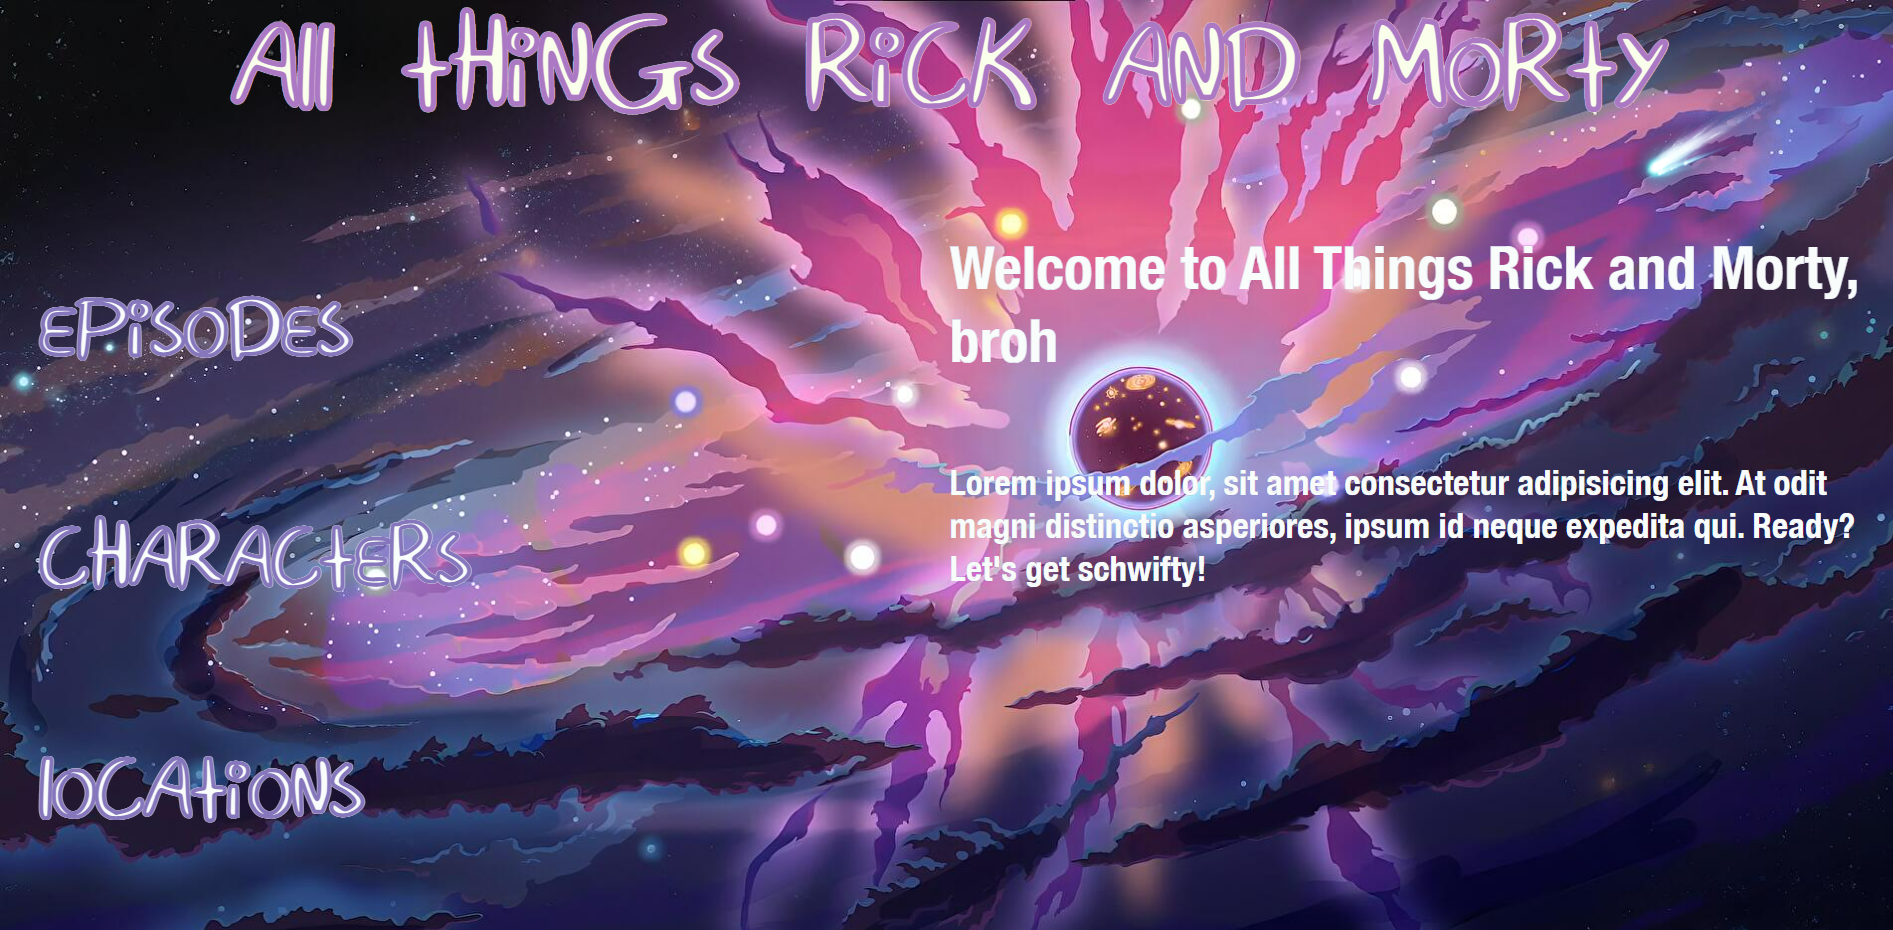 All tHiNGs RiCK AND MoRty
EPiSODES
CHARACtERs
loCAtiONs
Welcome to All Things Rick and Morty,
broh
Lorem ipsum dolor, sit amet consectetur adipisicing elit. At odit
magni distinctio asperiores, ipsum id neque expedita qui. Ready?
Let's get schwifty!